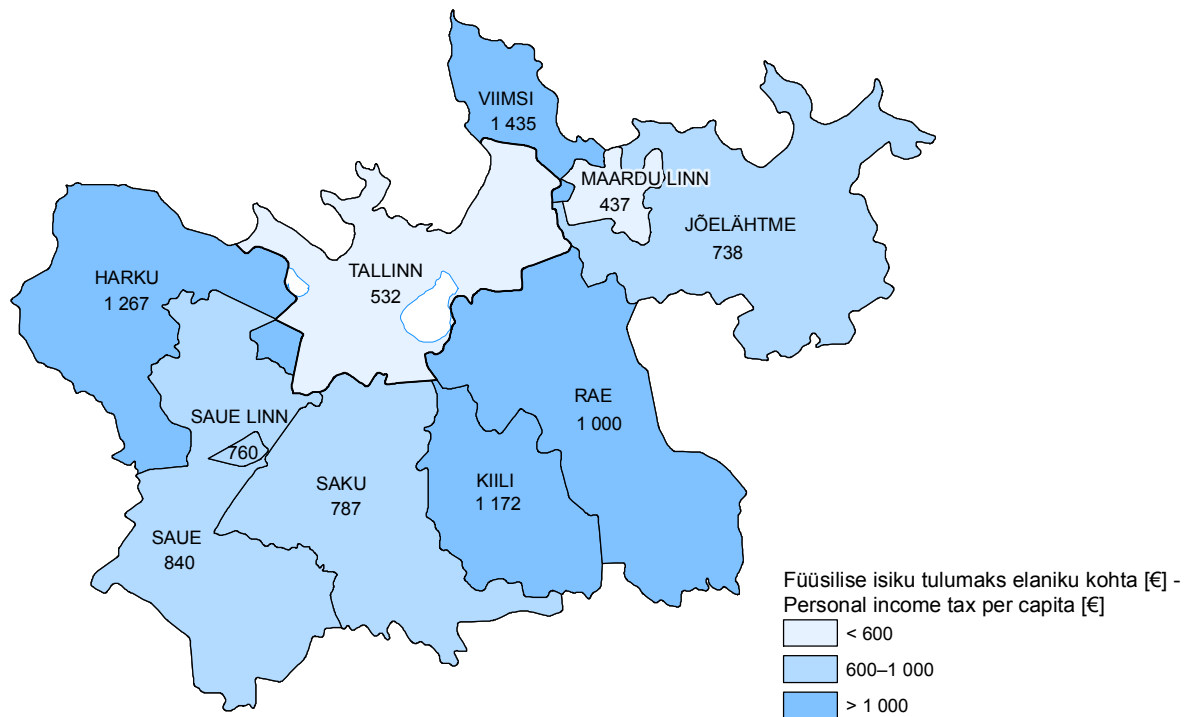 VIIMSI
1 435
MAARDU LINN
437
JÕELÄHTME
738
HARKU
1 267
TALLINN
532
RAE
1 000
SAUE LINN
760
SAKU
787
KIILI
1 172
SAUE
840
Füüsilise isiku tulumaks elaniku kohta [€] -
Personal income tax per capita [€]
< 600
600–1 000
> 1 000